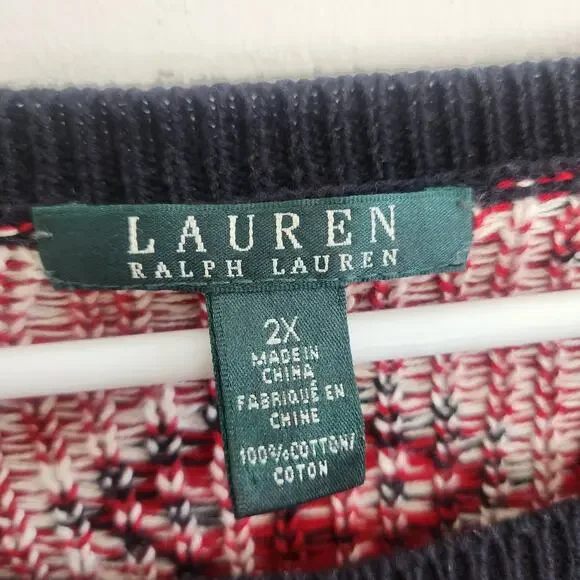 LAUREN
RALPH LAUREN
2X
MADE IN
CHINA
FABRIQUÉ EN
CHINE
100%COTTON/
COTON